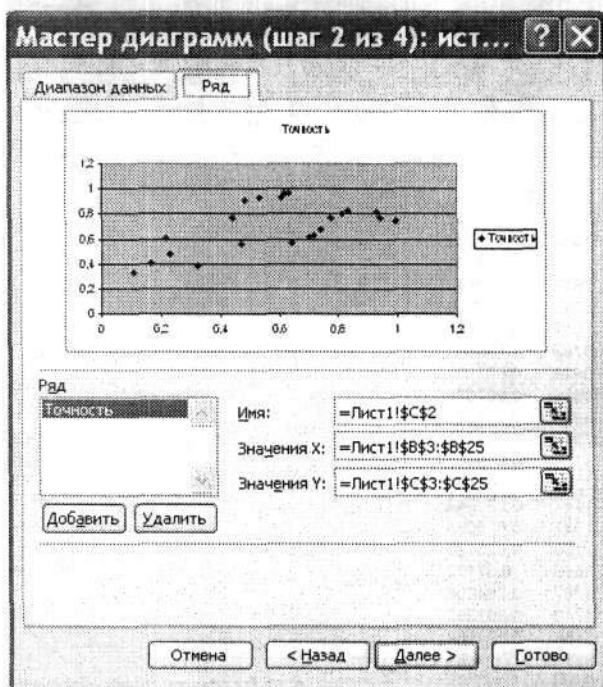 Мастер диаграмм (шаг 2 из 4): ист...
Диапазон данных Ряд
Точность
1,2
1
0,8
0,6
0,4
0,2
0
0 0,2 0,4 0,6 0,8 1 1,2
Точность
Ряд
Точность
Имя: =Лист1!$C$2
Значения X: =Лист1!$B$3:$B$25
Значения Y: =Лист1!$C$3:$C$25
Добавить Удалить
Отмена < Назад Далее > Готово